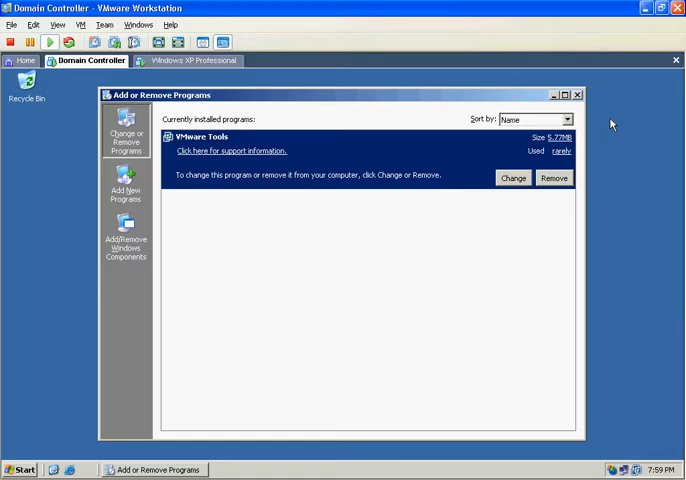 Domain Controller - VMware Workstation
File Edit View VM Team Windows Help
Home Domain Controller Windows XP Professional
Recycle Bin
Add or Remove Programs
Change or
Remove
Programs
Add New
Programs
Add/Remove
Windows
Components
Currently installed programs:
Sort by: Name
VMware Tools
Size 5.77MB
Click here for support information.
Used rarely
To change this program or remove it from your computer, click Change or Remove.
Change Remove
Start
Add or Remove Programs
7:59 PM